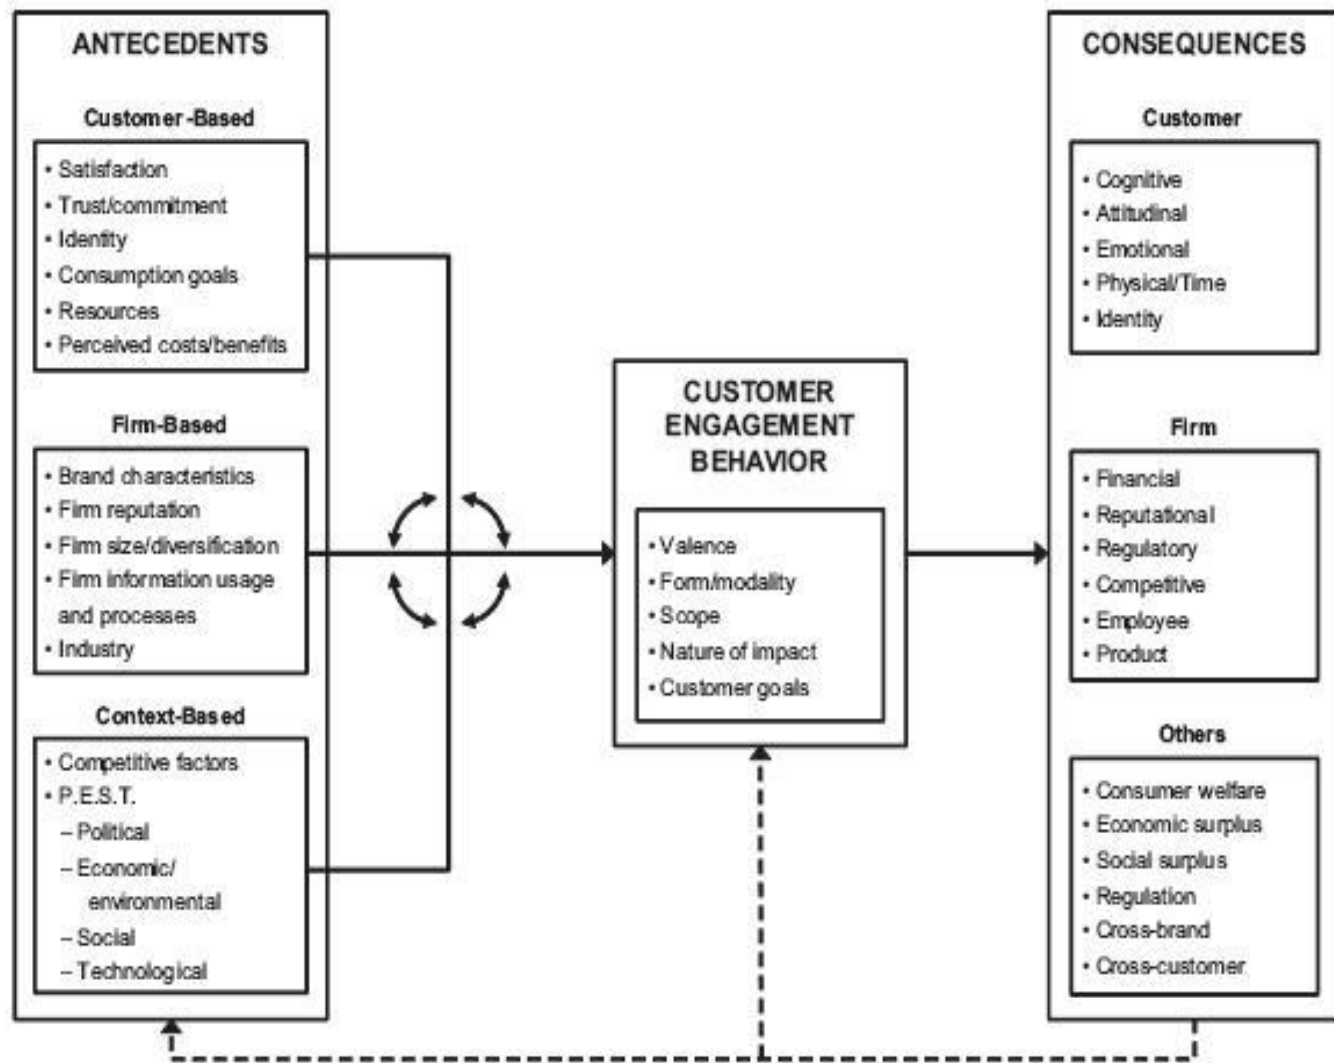 ANTECEDENTS
Customer-Based
• Satisfaction
• Trust/commitment
• Identity
• Consumption goals
• Resources
• Perceived costs/benefits
Firm-Based
• Brand characteristics
• Firm reputation
• Firm size/diversification
• Firm information usage
and processes
• Industry
Context-Based
• Competitive factors
• P.E.S.T.
– Political
– Economic/
environmental
– Social
– Technological
CUSTOMER
ENGAGEMENT
BEHAVIOR
• Valence
• Form/modality
• Scope
• Nature of impact
• Customer goals
CONSEQUENCES
Customer
• Cognitive
• Attitudinal
• Emotional
• Physical/Time
• Identity
Firm
• Financial
• Reputational
• Regulatory
• Competitive
• Employee
• Product
Others
• Consumer welfare
• Economic surplus
• Social surplus
• Regulation
• Cross-brand
• Cross-customer